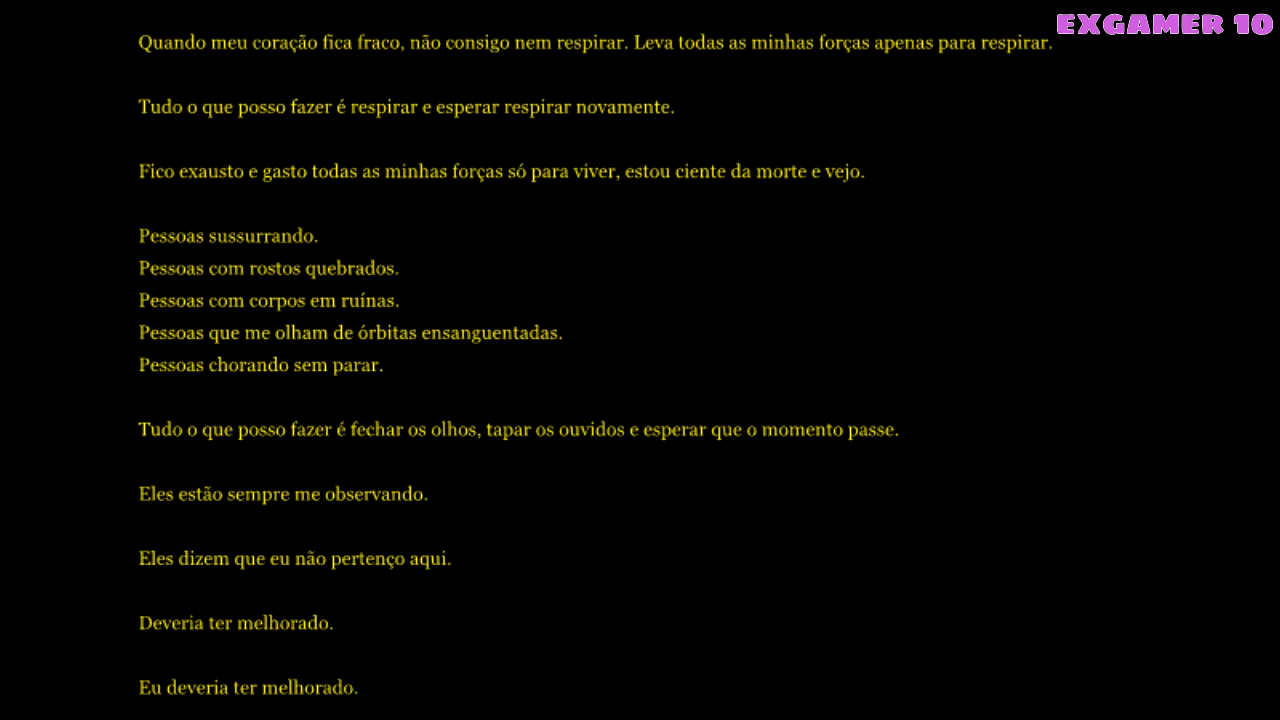 EXGAMER 10
Quando meu coração fica fraco, não consigo nem respirar. Leva todas as minhas forças apenas para respirar.
Tudo o que posso fazer é respirar e esperar respirar novamente.
Fico exausto e gasto todas as minhas forças só para viver, estou ciente da morte e vejo.
Pessoas sussurrando.
Pessoas com rostos quebrados.
Pessoas com corpos em ruínas.
Pessoas que me olham de órbitas ensanguentadas.
Pessoas chorando sem parar.
Tudo o que posso fazer é fechar os olhos, tapar os ouvidos e esperar que o momento passe.
Eles estão sempre me observando.
Eles dizem que eu não pertenço aqui.
Deveria ter melhorado.
Eu deveria ter melhorado.